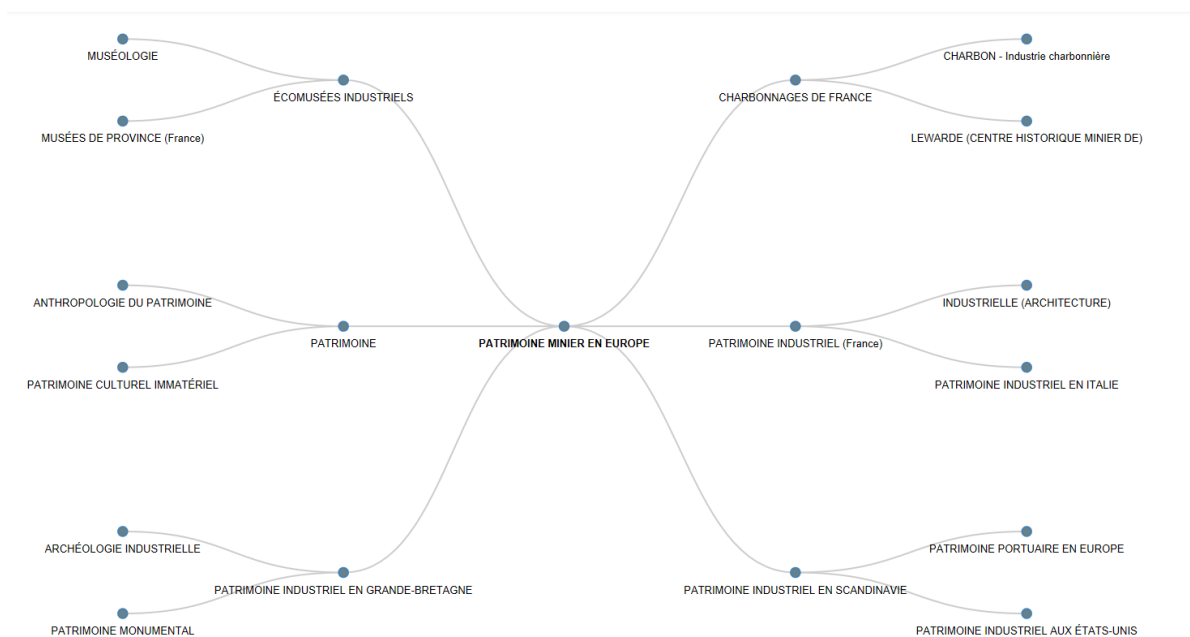 MUSÉOLOGIE
CHARBON - Industrie charbonnière
ÉCOMUSÉES INDUSTRIELS
CHARBONNAGES DE FRANCE
MUSÉES DE PROVINCE (France)
LEWARDE (CENTRE HISTORIQUE MINIER DE)
ANTHROPOLOGIE DU PATRIMOINE
INDUSTRIELLE (ARCHITECTURE)
PATRIMOINE
PATRIMOINE MINIER EN EUROPE
PATRIMOINE INDUSTRIEL (France)
PATRIMOINE CULTUREL IMMATÉRIEL
PATRIMOINE INDUSTRIEL EN ITALIE
ARCHÉOLOGIE INDUSTRIELLE
PATRIMOINE PORTUAIRE EN EUROPE
PATRIMOINE INDUSTRIEL EN GRANDE-BRETAGNE
PATRIMOINE INDUSTRIEL EN SCANDINAVIE
PATRIMOINE MONUMENTAL
PATRIMOINE INDUSTRIEL AUX ÉTATS-UNIS